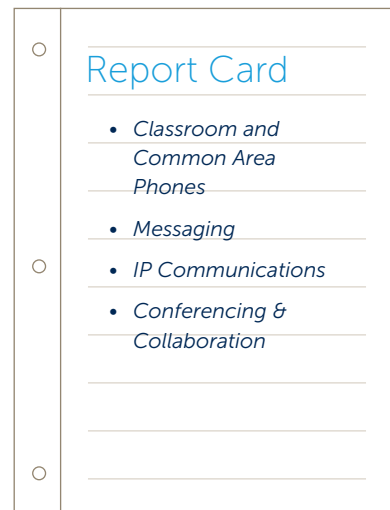 Report Card
• Classroom and
Common Area
Phones
• Messaging
• IP Communications
• Conferencing &
Collaboration